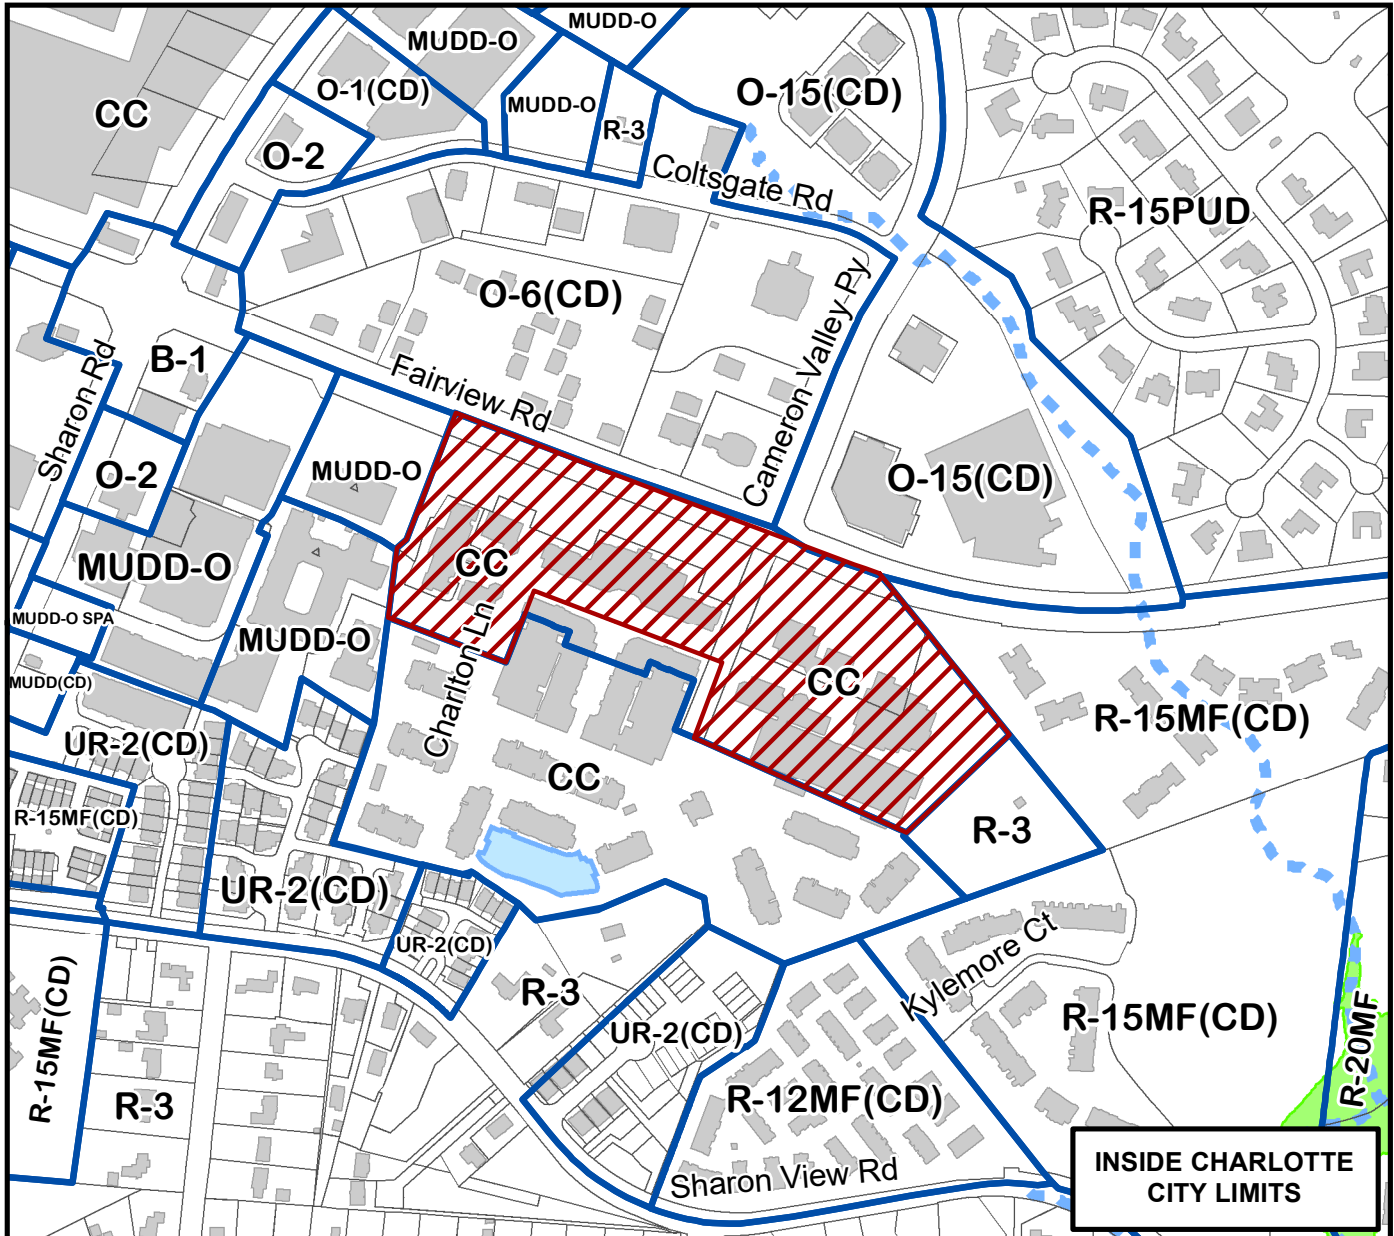 MUDD-O
MUDD-O
O-1(CD)
O-15(CD)
CC
MUDD-O
R-3
O-2
Coltsgate Rd
R-15PUD
O-6(CD)
B-1
Fairview Rd
Cameron Valley Py
Sharon Rd
MUDD-O
O-2
O-15(CD)
CC
MUDD-O
MUDD-O SPA
MUDD-O
MUDD(CD)
Charlton Ln
CC
R-15MF(CD)
UR-2(CD)
CC
R-15MF(CD)
R-3
UR-2(CD)
UR-2(CD)
Kylemore Ct
R-3
R-15MF(CD)
R-15MF(CD)
UR-2(CD)
R-20MF
R-3
R-12MF(CD)
Sharon View Rd
INSIDE CHARLOTTE
CITY LIMITS